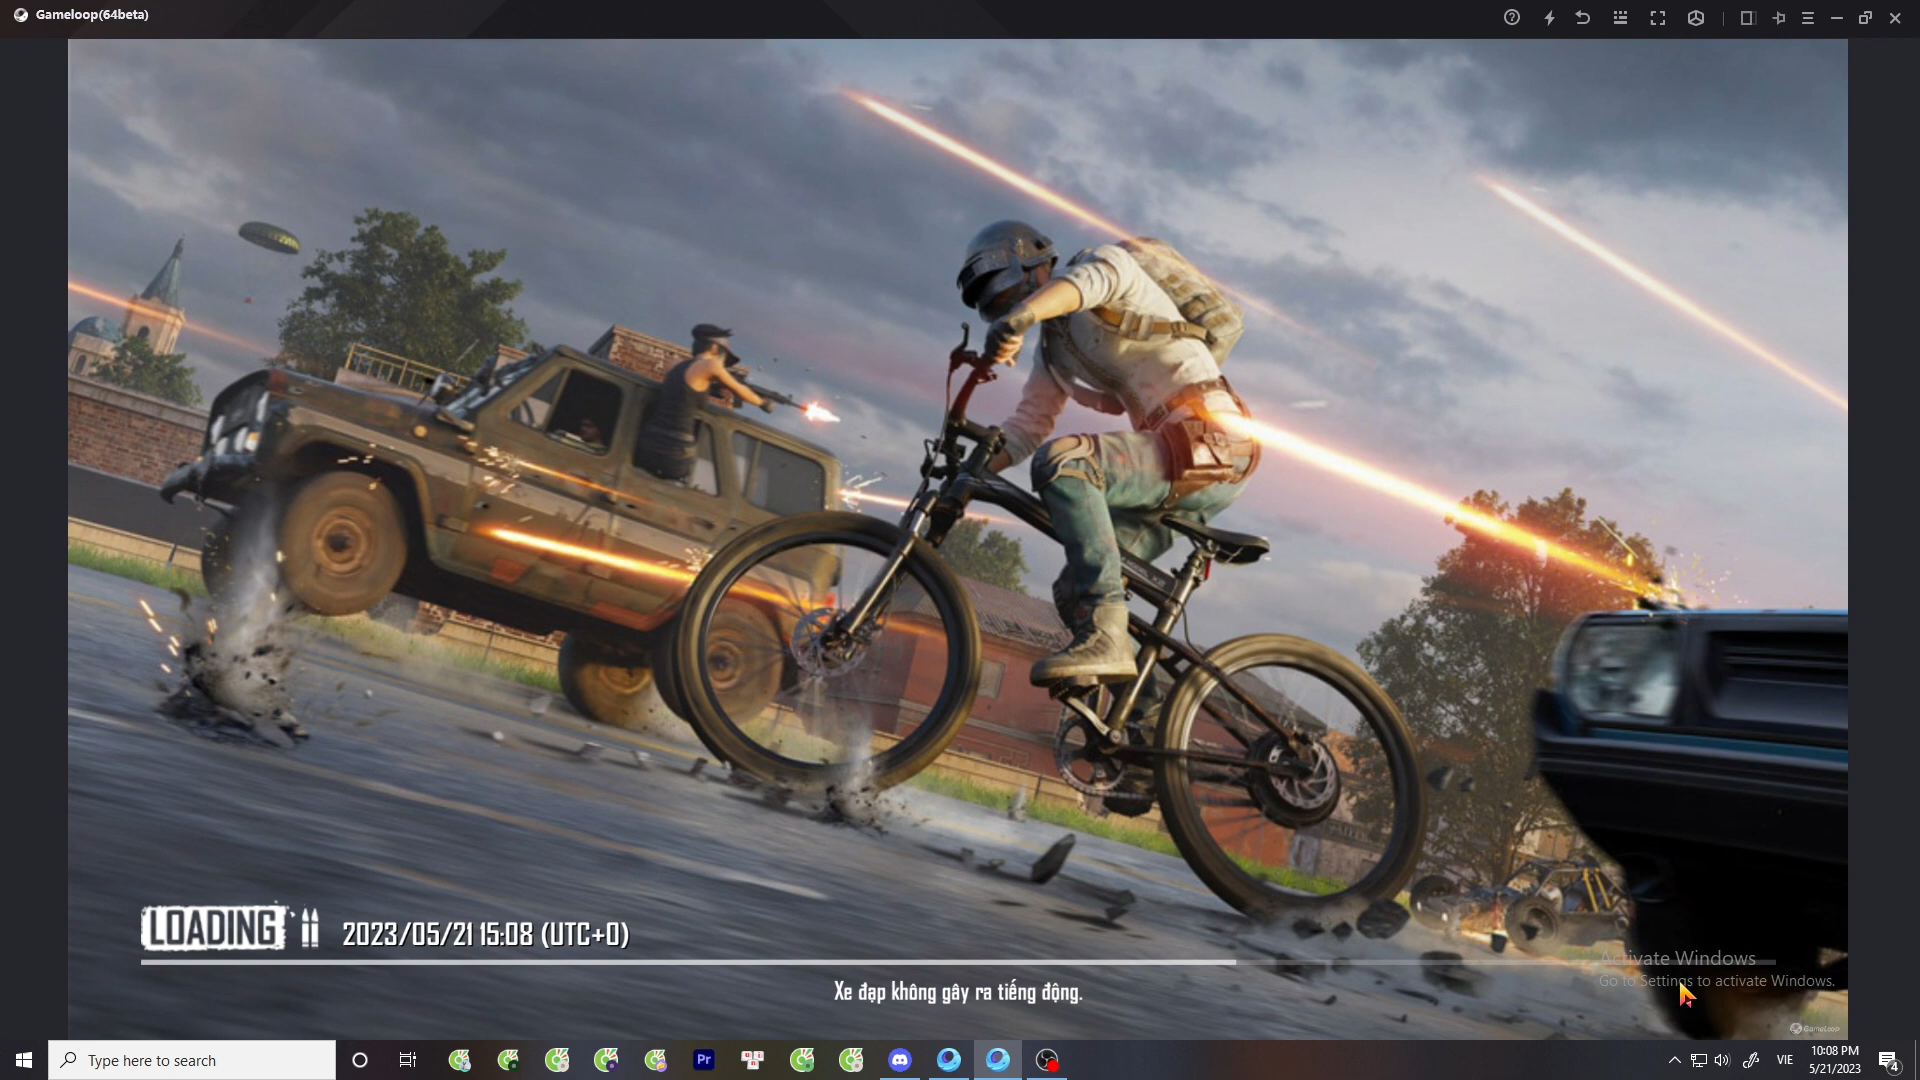 Gameloop(64beta)
LOADING 2023/05/21 15:08 (UTC+0)
Xe đạp không gây ra tiếng động.
Activate Windows
Go to Settings to activate Windows.
GameLoop
Type here to search
Pr
VIE
10:08 PM
5/21/2023
4